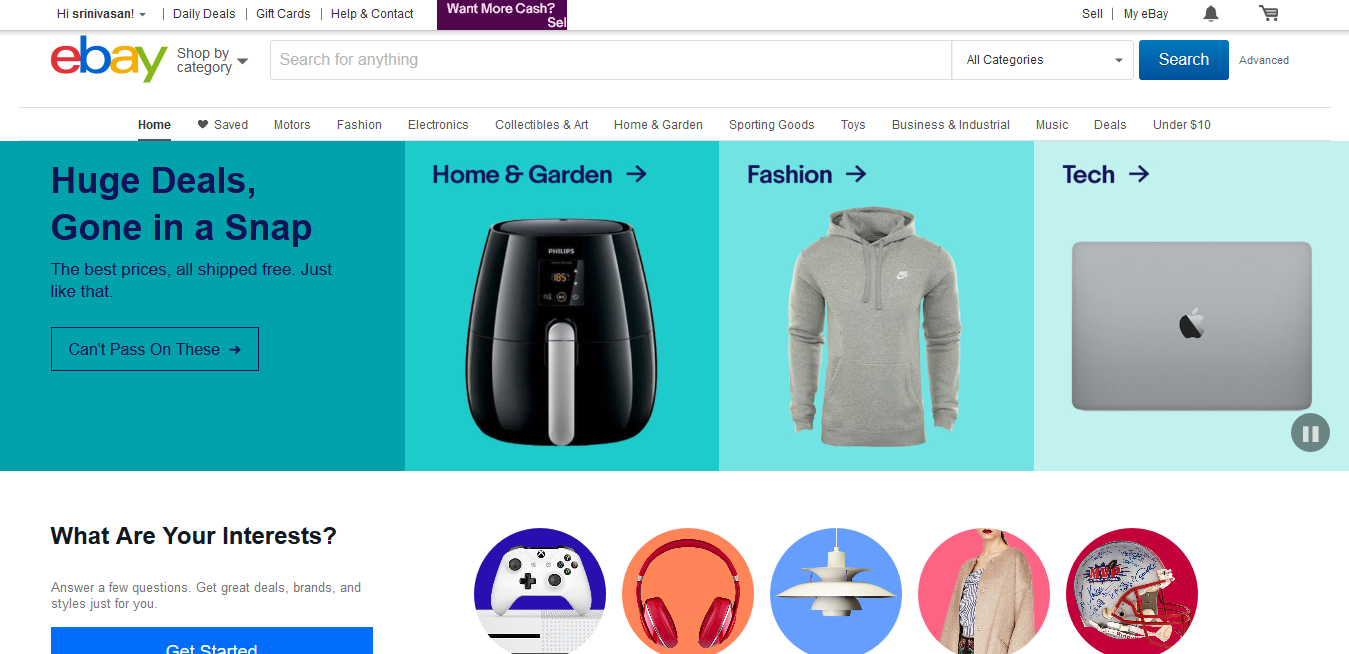 Hi srinivasan!
Daily Deals
Gift Cards
Help & Contact
Want More Cash?
Sel
Sell
My eBay
ebay
Shop by
category
Search for anything
All Categories
Search
Advanced
Home
Saved
Motors
Fashion
Electronics
Collectibles & Art
Home & Garden
Sporting Goods
Toys
Business & Industrial
Music
Deals
Under $10
Huge Deals,
Gone in a Snap
The best prices, all shipped free. Just
like that.
Can't Pass On These →
Home & Garden →
PHILIPS
185°
Fashion →
Tech →
What Are Your Interests?
Answer a few questions. Get great deals, brands, and
styles just for you.
Get Started
MVP